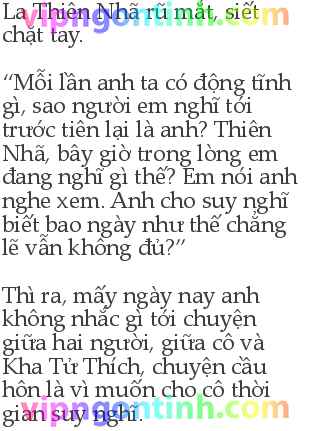 La Thiên Nhã rũ mắt, siết
vipngontinh.com
chặt tay.
“Mỗi lần anh ta có động tĩnh
gì, sao người em nghĩ tới
trước tiên lại là anh? Thiên
Nhã, bây giờ trong lòng em
đang nghĩ gì thế? Em nói anh
nghe xem. Anh cho suy nghĩ
biết bao ngày như thế chẳng
lẽ vẫn không đủ?”
Thì ra, mấy ngày nay anh
không nhắc gì tới chuyện
giữa hai người, giữa cô và
Kha Tử Thích, chuyện cầu
hôn là vì muốn cho cô thời
gian suy nghĩ.
vipngontinh.com